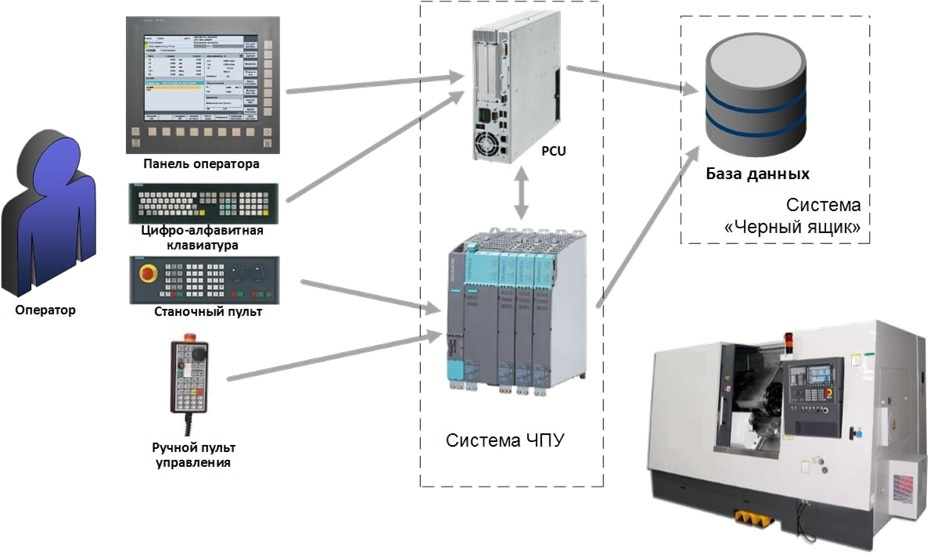 Панель оператора
PCU
База данных
Цифро-алфавитная
клавиатура
Система
«Черный ящик»
Оператор
Станочный пульт
Система ЧПУ
Ручной пульт
управления